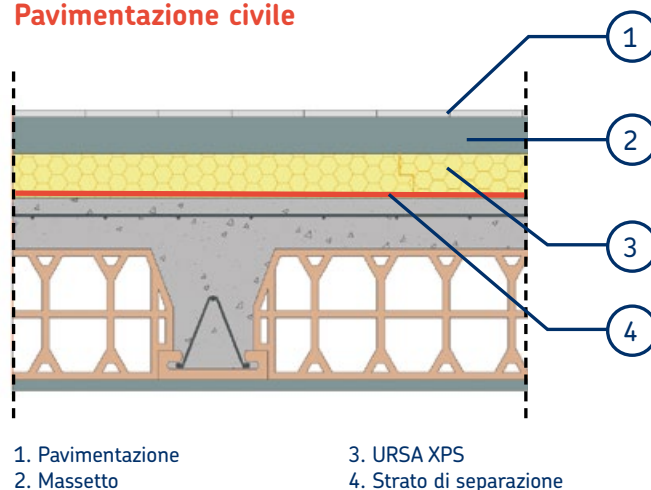 Pavimentazione civile
1
2
3
4
1. Pavimentazione
2. Massetto
3. URSA XPS
4. Strato di separazione